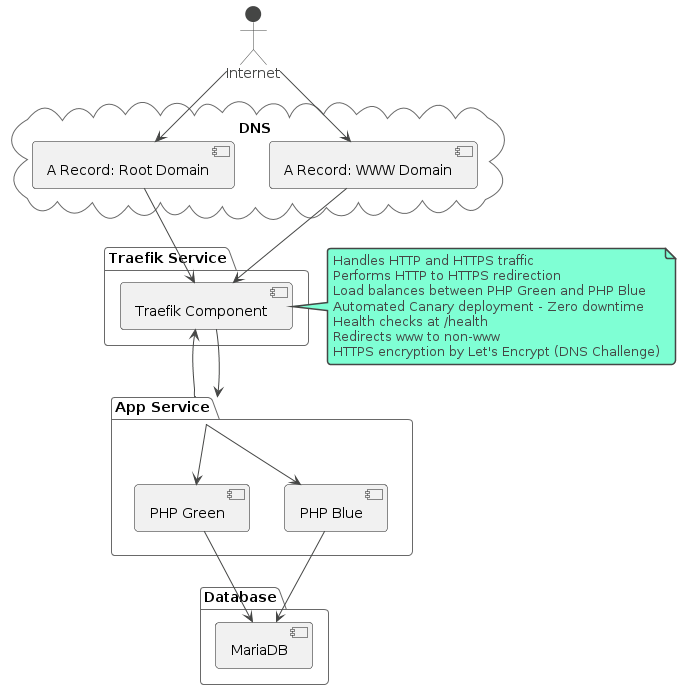 Internet
DNS
A Record: Root Domain
A Record: WWW Domain
Traefik Service
Traefik Component
Handles HTTP and HTTPS traffic
Performs HTTP to HTTPS redirection
Load balances between PHP Green and PHP Blue
Automated Canary deployment - Zero downtime
Health checks at /health
Redirects www to non-www
HTTPS encryption by Let's Encrypt (DNS Challenge)
App Service
PHP Green
PHP Blue
Database
MariaDB